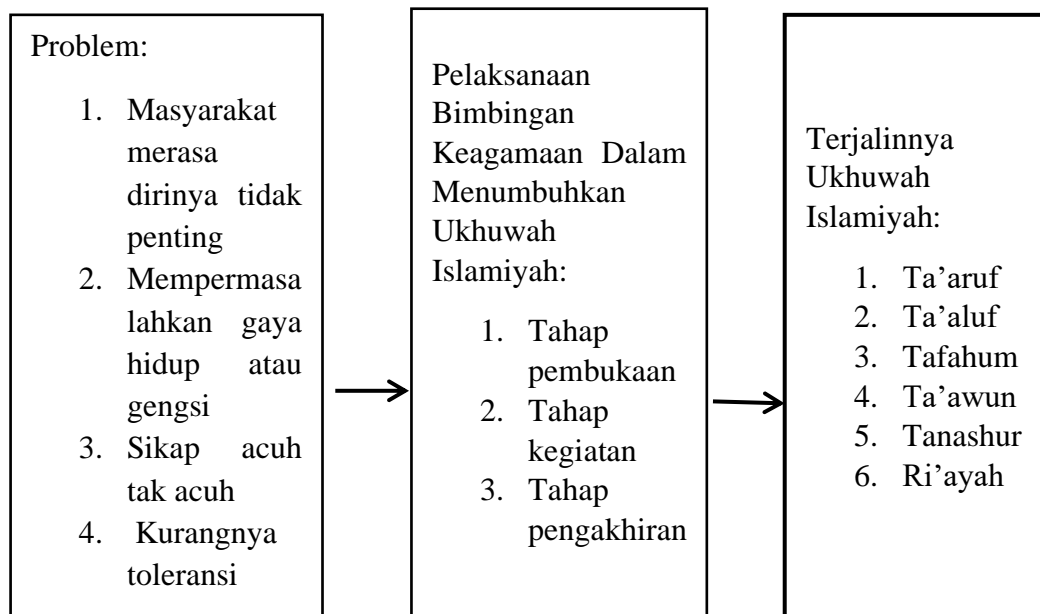 Problem:
1. Masyarakat
merasa
dirinya tidak
penting
2. Mempermasa
lahkan gaya
hidup atau
gengsi
3. Sikap acuh
tak acuh
4. Kurangnya
toleransi
Pelaksanaan
Bimbingan
Keagamaan Dalam
Menumbuhkan
Ukhuwah
Islamiyah:
1. Tahap
pembukaan
2. Tahap
kegiatan
3. Tahap
pengakhiran
Terjalinnya
Ukhuwah
Islamiyah:
1. Ta’aruf
2. Ta’aluf
3. Tafahum
4. Ta’awun
5. Tanashur
6. Ri’ayah